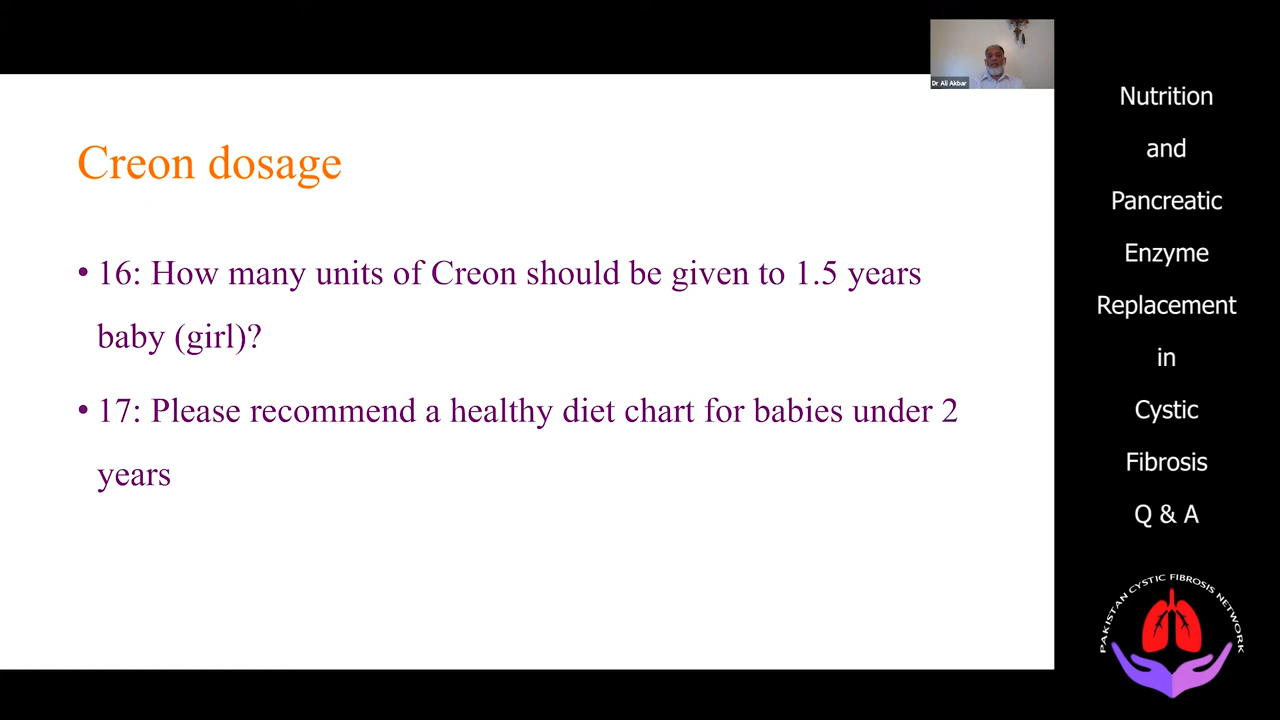 Dr Ali Akbar
Creon dosage
• 16: How many units of Creon should be given to 1.5 years
baby (girl)?
• 17: Please recommend a healthy diet chart for babies under 2
years
Nutrition
and
Pancreatic
Enzyme
Replacement
in
Cystic
Fibrosis
Q & A
PAKISTAN CYSTIC FIBROSIS NETWORK